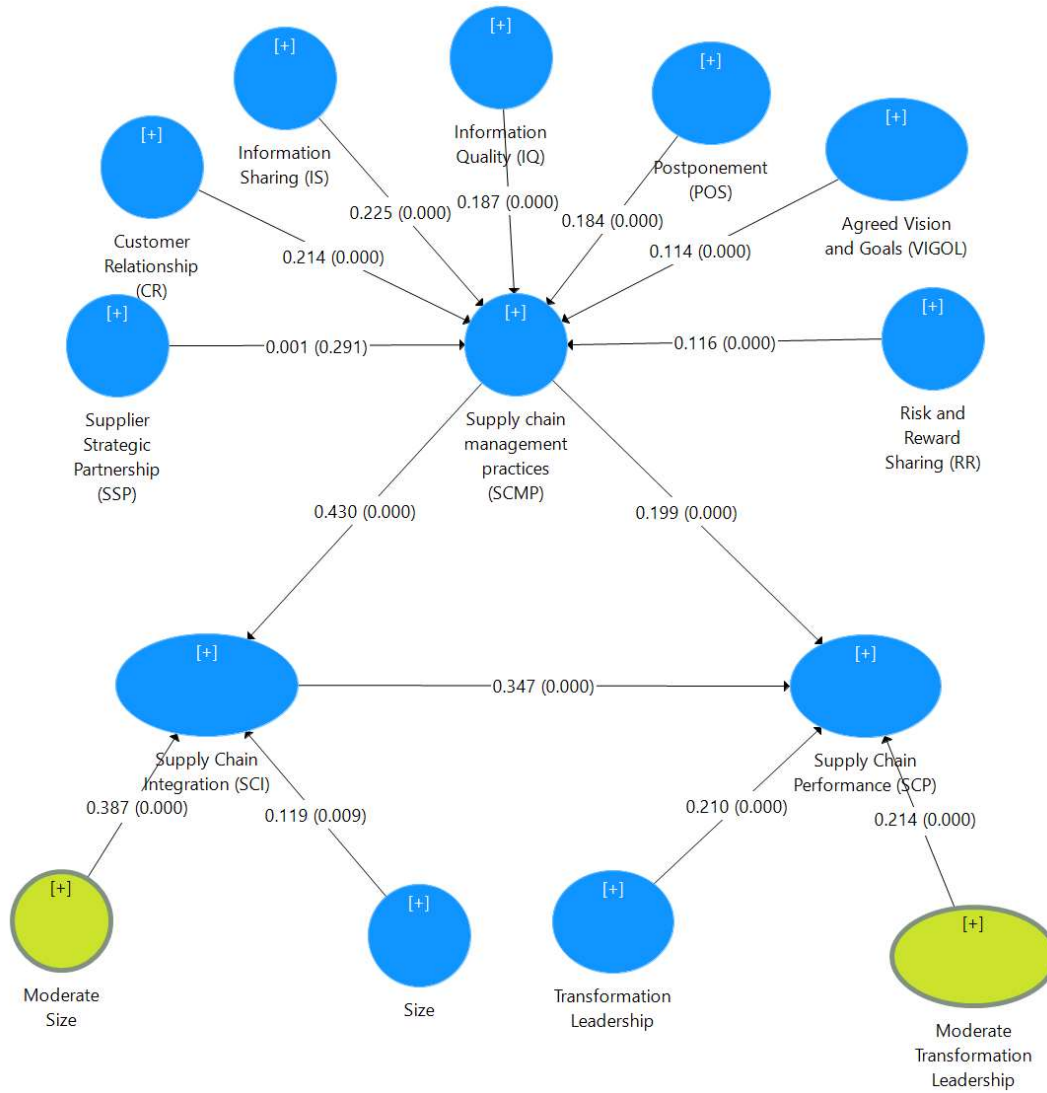 [+]
Information
Sharing (IS)
[+]
Information
Quality (IQ)
[+]
Postponement
(POS)
[+]
Agreed Vision
and Goals (VIGOL)
[+]
Customer
Relationship
(CR)
0.225 (0.000)
0.187 (0.000)
0.184 (0.000)
0.214 (0.000)
0.114 (0.000)
[+]
Supplier
Strategic
Partnership
(SSP)
0.001 (0.291)
[+]
Supply chain
management
practices
(SCMP)
0.116 (0.000)
[+]
Risk and
Reward
Sharing (RR)
0.430 (0.000)
0.199 (0.000)
[+]
Supply Chain
Integration (SCI)
0.347 (0.000)
[+]
Supply Chain
Performance (SCP)
0.387 (0.000)
0.119 (0.009)
0.210 (0.000)
0.214 (0.000)
[+]
Moderate
Size
[+]
Size
[+]
Transformation
Leadership
[+]
Moderate
Transformation
Leadership